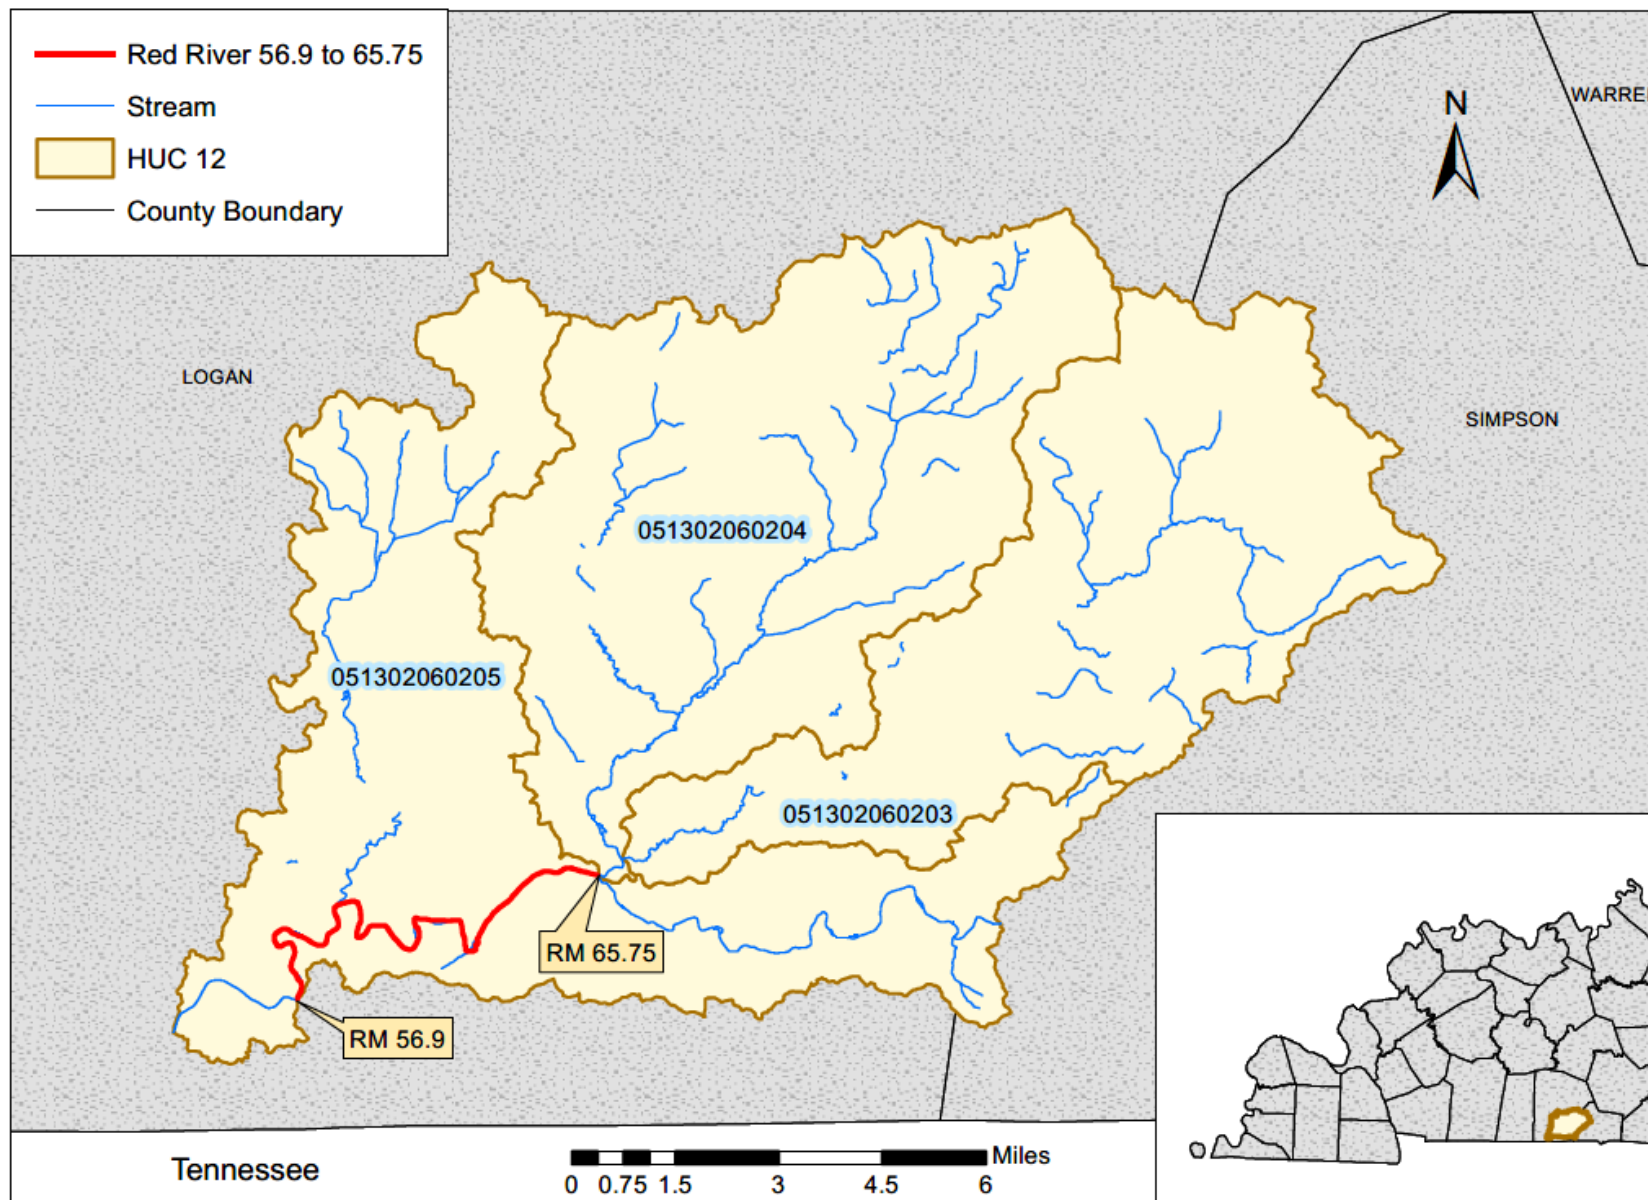 Red River 56.9 to 65.75
Stream
HUC 12
County Boundary
N
LOGAN
SIMPSON
051302060204
051302060205
051302060203
RM 65.75
RM 56.9
Tennessee
Miles
0 0.75 1.5 3 4.5 6